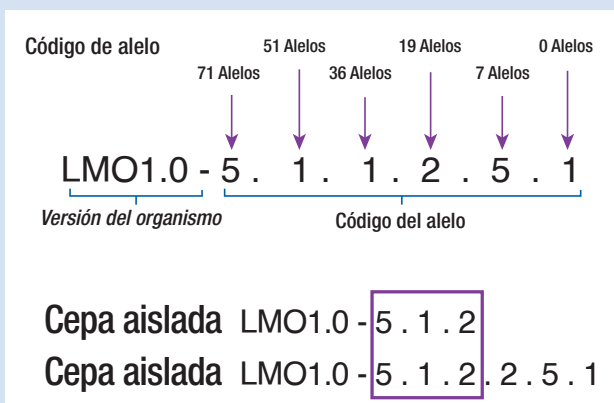 Código de alelo
51 Alelos 19 Alelos 0 Alelos
71 Alelos 36 Alelos 7 Alelos
LMO1.0 - 5 . 1 . 1 . 2 . 5 . 1
Versión del organismo Código del alelo
Cepa aislada LMO1.0 - 5 . 1 . 2
Cepa aislada LMO1.0 - 5 . 1 . 2 . 2 . 5 . 1